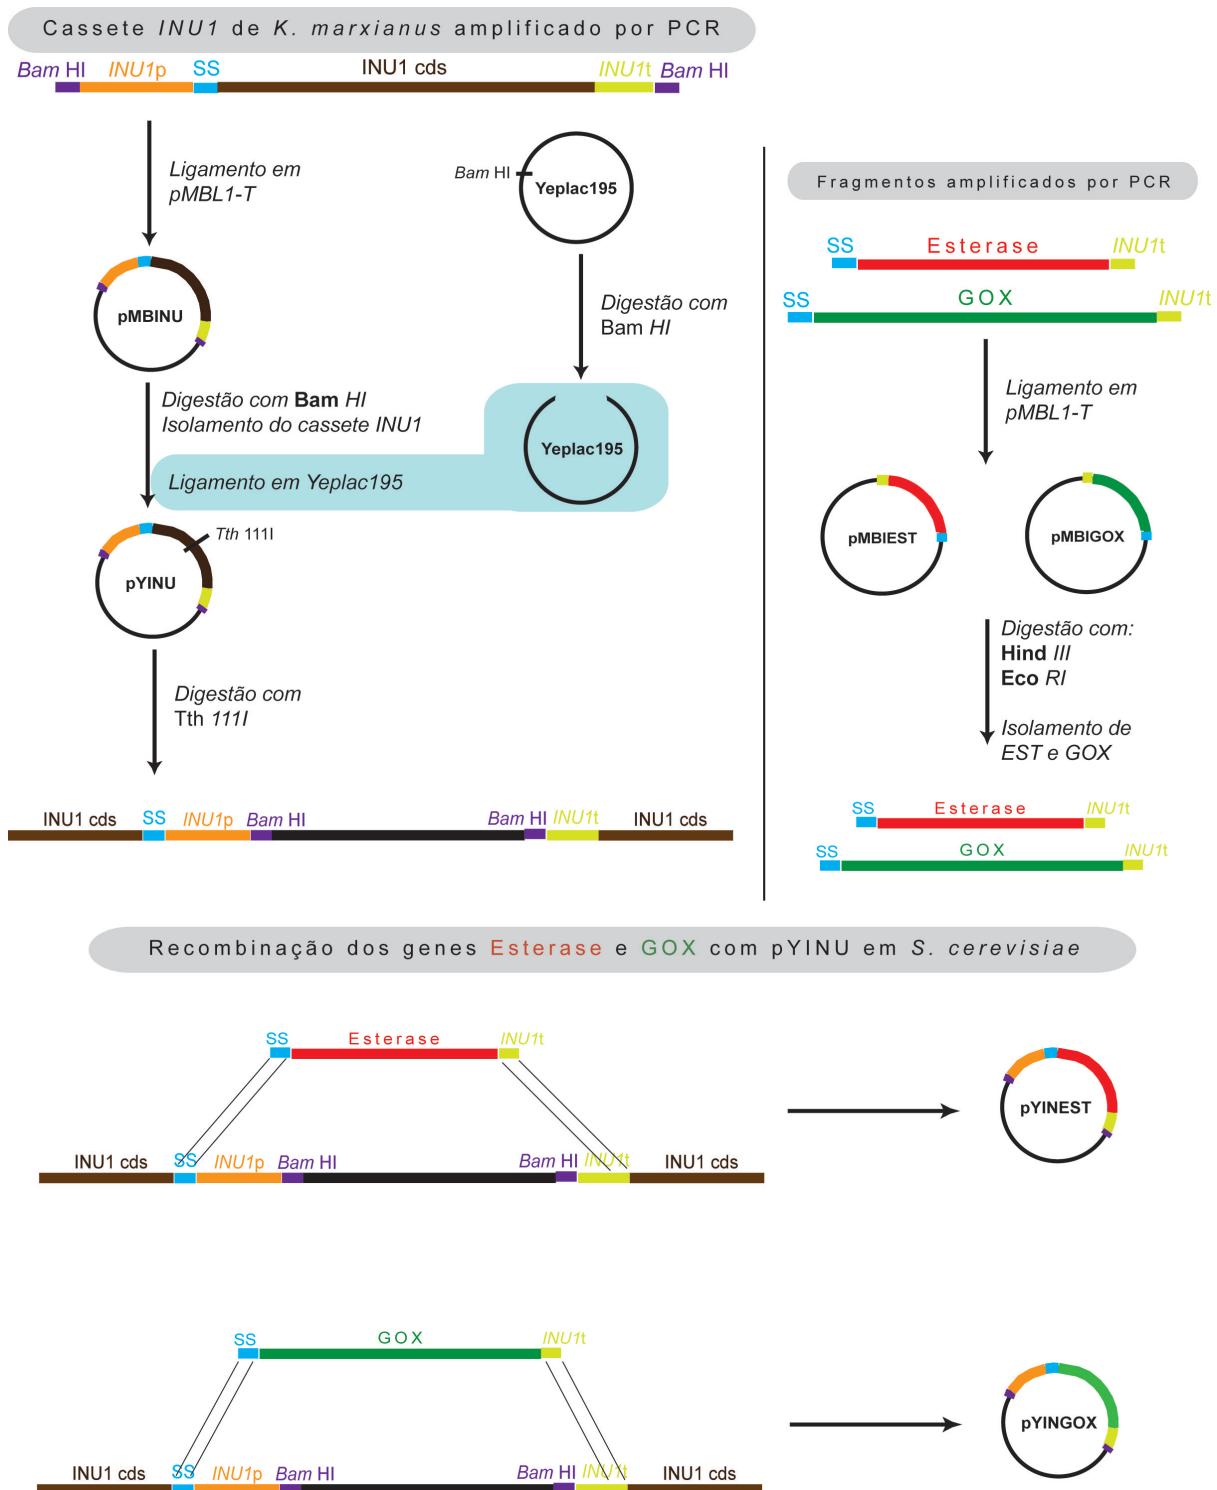 Cassete INU1 de K. marxianus amplificado por PCR
Bam HI INU1p SS INU1 cds INU1t Bam HI
Ligamento em
pMBL1-T
Bam HI
Yeplac195
pMBINU
Digestão com
Bam HI
Digestão com Bam HI
Isolamento do cassete INU1
Yeplac195
Ligamento em Yeplac195
Tth 111I
pYINU
Digestão com
Tth 111I
INU1 cds SS INU1p Bam HI Bam HI INU1t INU1 cds
Fragmentos amplificados por PCR
SS Esterase INU1t
SS GOX INU1t
Ligamento em
pMBL1-T
pMBIEST pMBIGOX
Digestão com:
Hind III
Eco RI
Isolamento de
EST e GOX
SS Esterase INU1t
SS GOX INU1t
Recombinação dos genes Esterase e GOX com pYINU em S. cerevisiae
SS Esterase INU1t
pYINEST
INU1 cds SS INU1p Bam HI Bam HI INU1t INU1 cds
SS GOX INU1t
pYINGOX
INU1 cds SS INU1p Bam HI Bam HI INU1t INU1 cds